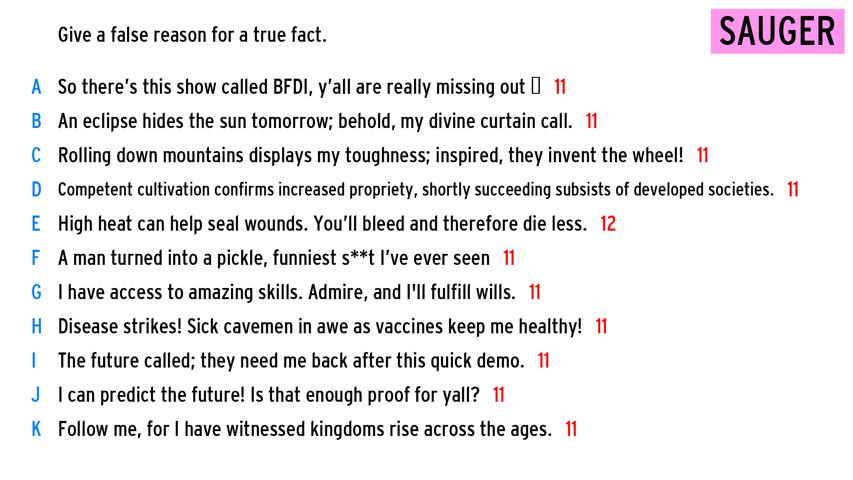 Give a false reason for a true fact.
SAUGER
A So there's this show called BFDI, y'all are really missing out ▯ 11
B An eclipse hides the sun tomorrow; behold, my divine curtain call. 11
C Rolling down mountains displays my toughness; inspired, they invent the wheel! 11
D Competent cultivation confirms increased propriety, shortly succeeding subsists of developed societies. 11
E High heat can help seal wounds. You'll bleed and therefore die less. 12
F A man turned into a pickle, funniest s**t I've ever seen 11
G I have access to amazing skills. Admire, and I'll fulfill wills. 11
H Disease strikes! Sick cavemen in awe as vaccines keep me healthy! 11
I The future called; they need me back after this quick demo. 11
J I can predict the future! Is that enough proof for yall? 11
K Follow me, for I have witnessed kingdoms rise across the ages. 11